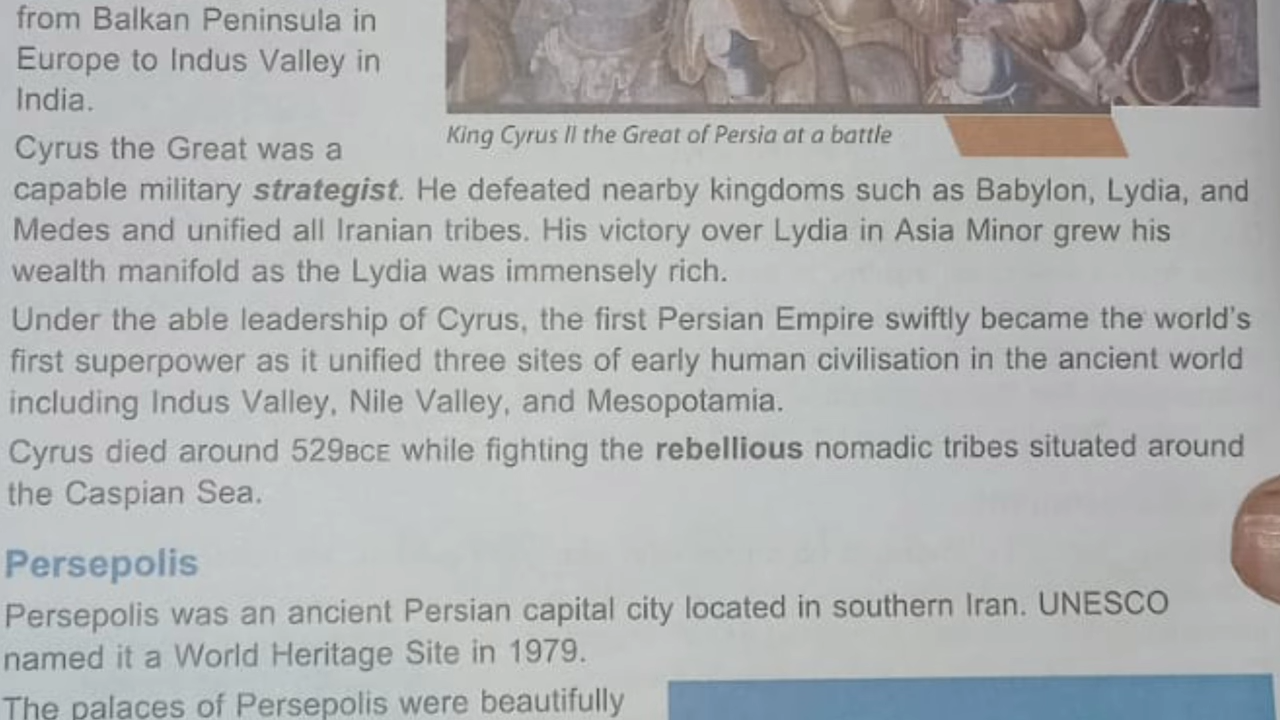 from Balkan Peninsula in
Europe to Indus Valley in
India.
King Cyrus II the Great of Persia at a battle
Cyrus the Great was a
capable military strategist. He defeated nearby kingdoms such as Babylon, Lydia, and
Medes and unified all Iranian tribes. His victory over Lydia in Asia Minor grew his
wealth manifold as the Lydia was immensely rich.
Under the able leadership of Cyrus, the first Persian Empire swiftly became the world's
first superpower as it unified three sites of early human civilisation in the ancient world
including Indus Valley, Nile Valley, and Mesopotamia.
Cyrus died around 529BCE while fighting the rebellious nomadic tribes situated around
the Caspian Sea.
Persepolis
Persepolis was an ancient Persian capital city located in southern Iran. UNESCO
named it a World Heritage Site in 1979.
The palaces of Persepolis were beautifully